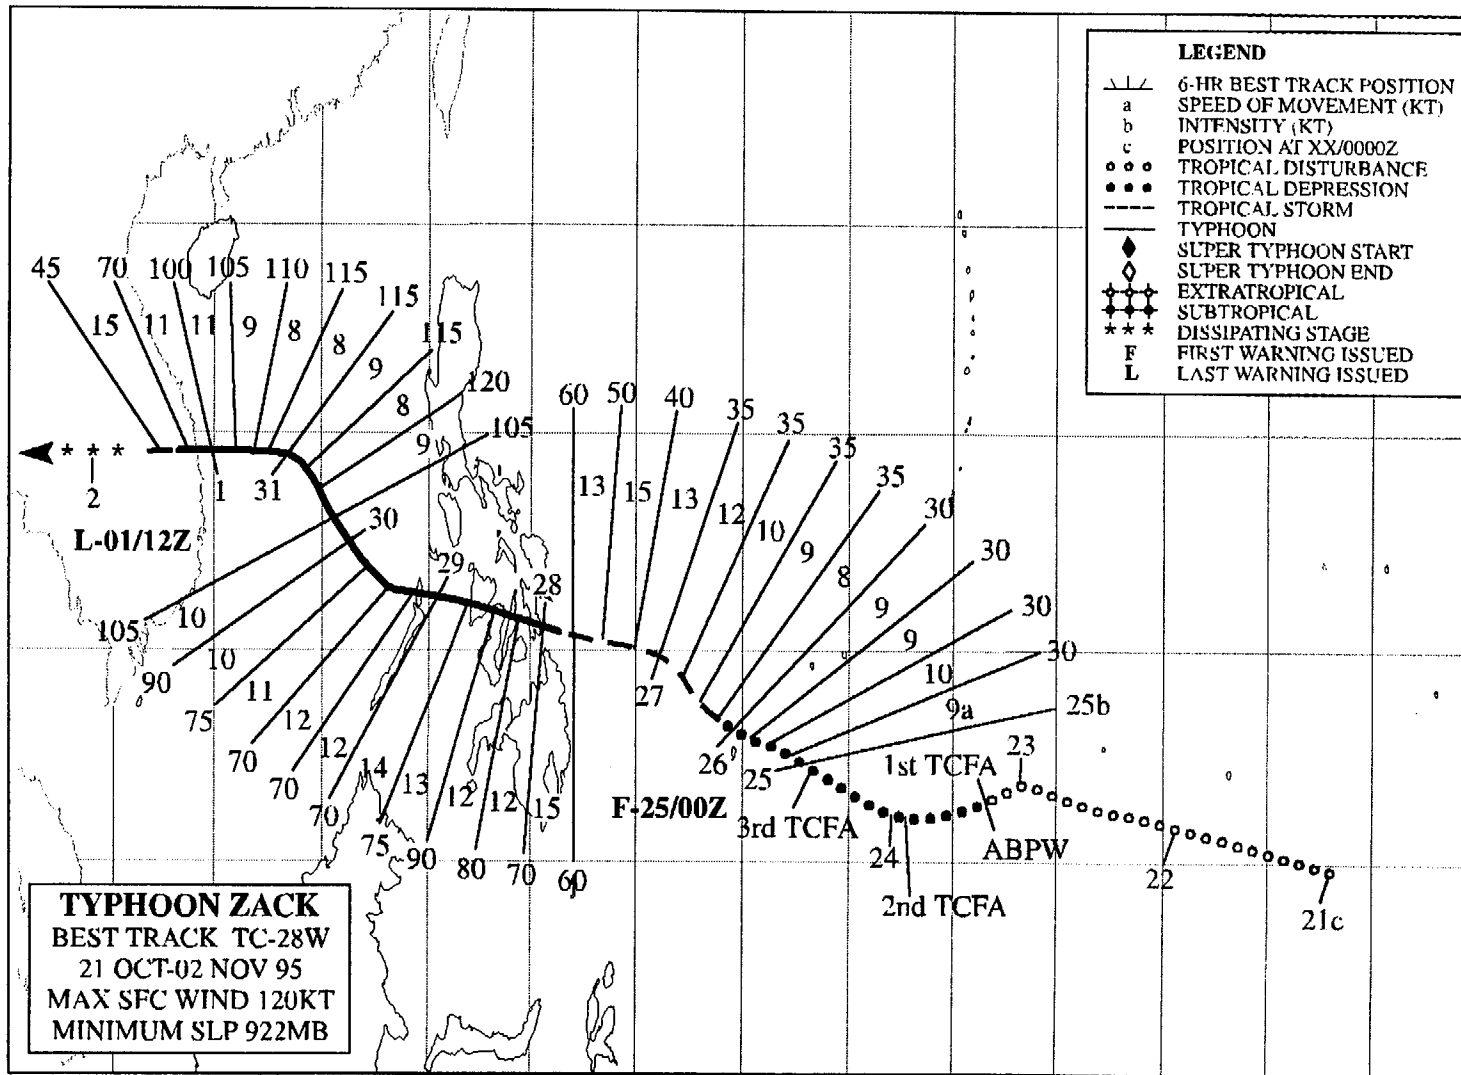 LEGEND
6-HR BEST TRACK POSITION
a SPEED OF MOVEMENT (KT)
b INTENSITY (KT)
c POSITION AT XX/0000Z
TROPICAL DISTURBANCE
TROPICAL DEPRESSION
TROPICAL STORM
TYPHOON
SUPER TYPHOON START
SUPER TYPHOON END
EXTRATROPICAL
SUBTROPICAL
*** DISSIPATING STAGE
F FIRST WARNING ISSUED
L LAST WARNING ISSUED
45 70 100 105 110 115
115
15 11 11 9 8 8
115
9
120
8
105
9
60 50 40 35
35
35
35
30
30
30
30
25b
13 15 13 12 10 9 8 9 9 10 9a
* * *
2
1
31
30
29
28
27
26
25
24
23
22
21c
L-01/12Z
105
90
75
70
70
70
75
90
80
70
60
10
10
11
12
12
14
13
12
12
15
F-25/00Z
1st TCFA
3rd TCFA
ABPW
2nd TCFA
TYPHOON ZACK
BEST TRACK TC-28W
21 OCT-02 NOV 95
MAX SFC WIND 120KT
MINIMUM SLP 922MB